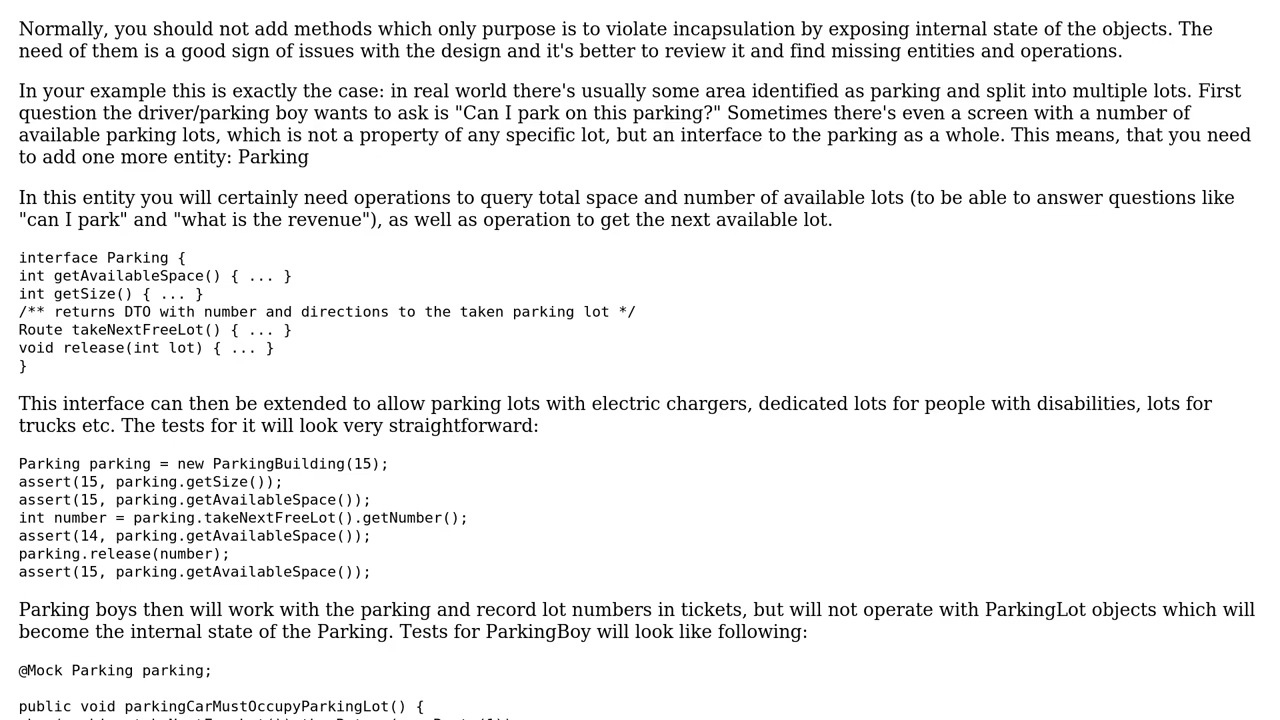 Normally, you should not add methods which only purpose is to violate incapsulation by exposing internal state of the objects. The
need of them is a good sign of issues with the design and it's better to review it and find missing entities and operations.
In your example this is exactly the case: in real world there's usually some area identified as parking and split into multiple lots. First
question the driver/parking boy wants to ask is "Can I park on this parking?" Sometimes there's even a screen with a number of
available parking lots, which is not a property of any specific lot, but an interface to the parking as a whole. This means, that you need
to add one more entity: Parking
In this entity you will certainly need operations to query total space and number of available lots (to be able to answer questions like
"can I park" and "what is the revenue"), as well as operation to get the next available lot.
interface Parking {
int getAvailableSpace() { ... }
int getSize() { ... }
/** returns DTO with number and directions to the taken parking lot */
Route takeNextFreeLot() { ... }
void release(int lot) { ... }
}
This interface can then be extended to allow parking lots with electric chargers, dedicated lots for people with disabilities, lots for
trucks etc. The tests for it will look very straightforward:
Parking parking = new ParkingBuilding(15);
assert(15, parking.getSize());
assert(15, parking.getAvailableSpace());
int number = parking.takeNextFreeLot().getNumber();
assert(14, parking.getAvailableSpace());
parking.release(number);
assert(15, parking.getAvailableSpace());
Parking boys then will work with the parking and record lot numbers in tickets, but will not operate with ParkingLot objects which will
become the internal state of the Parking. Tests for ParkingBoy will look like following:
@Mock Parking parking;
public void parkingCarMustOccupyParkingLot() {